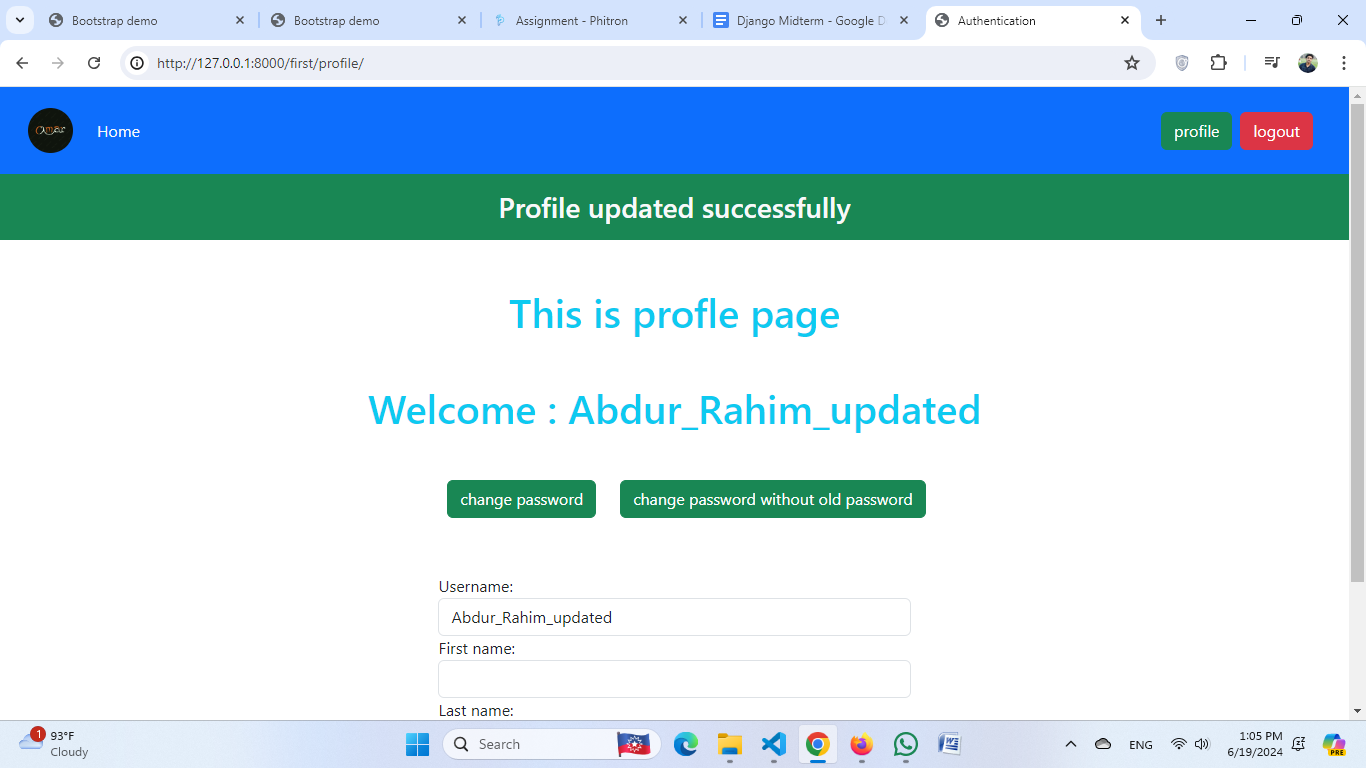 Bootstrap demo
Bootstrap demo
Assignment - Phitron
Django Midterm - Google D
Authentication
http://127.0.0.1:8000/first/profile/
Home
profile
logout
Profile updated successfully
This is profle page
Welcome : Abdur_Rahim_updated
change password
change password without old password
Username:
Abdur_Rahim_updated
First name:
Last name:
1
93°F
Cloudy
Search
ENG
1:05 PM
6/19/2024
PRE